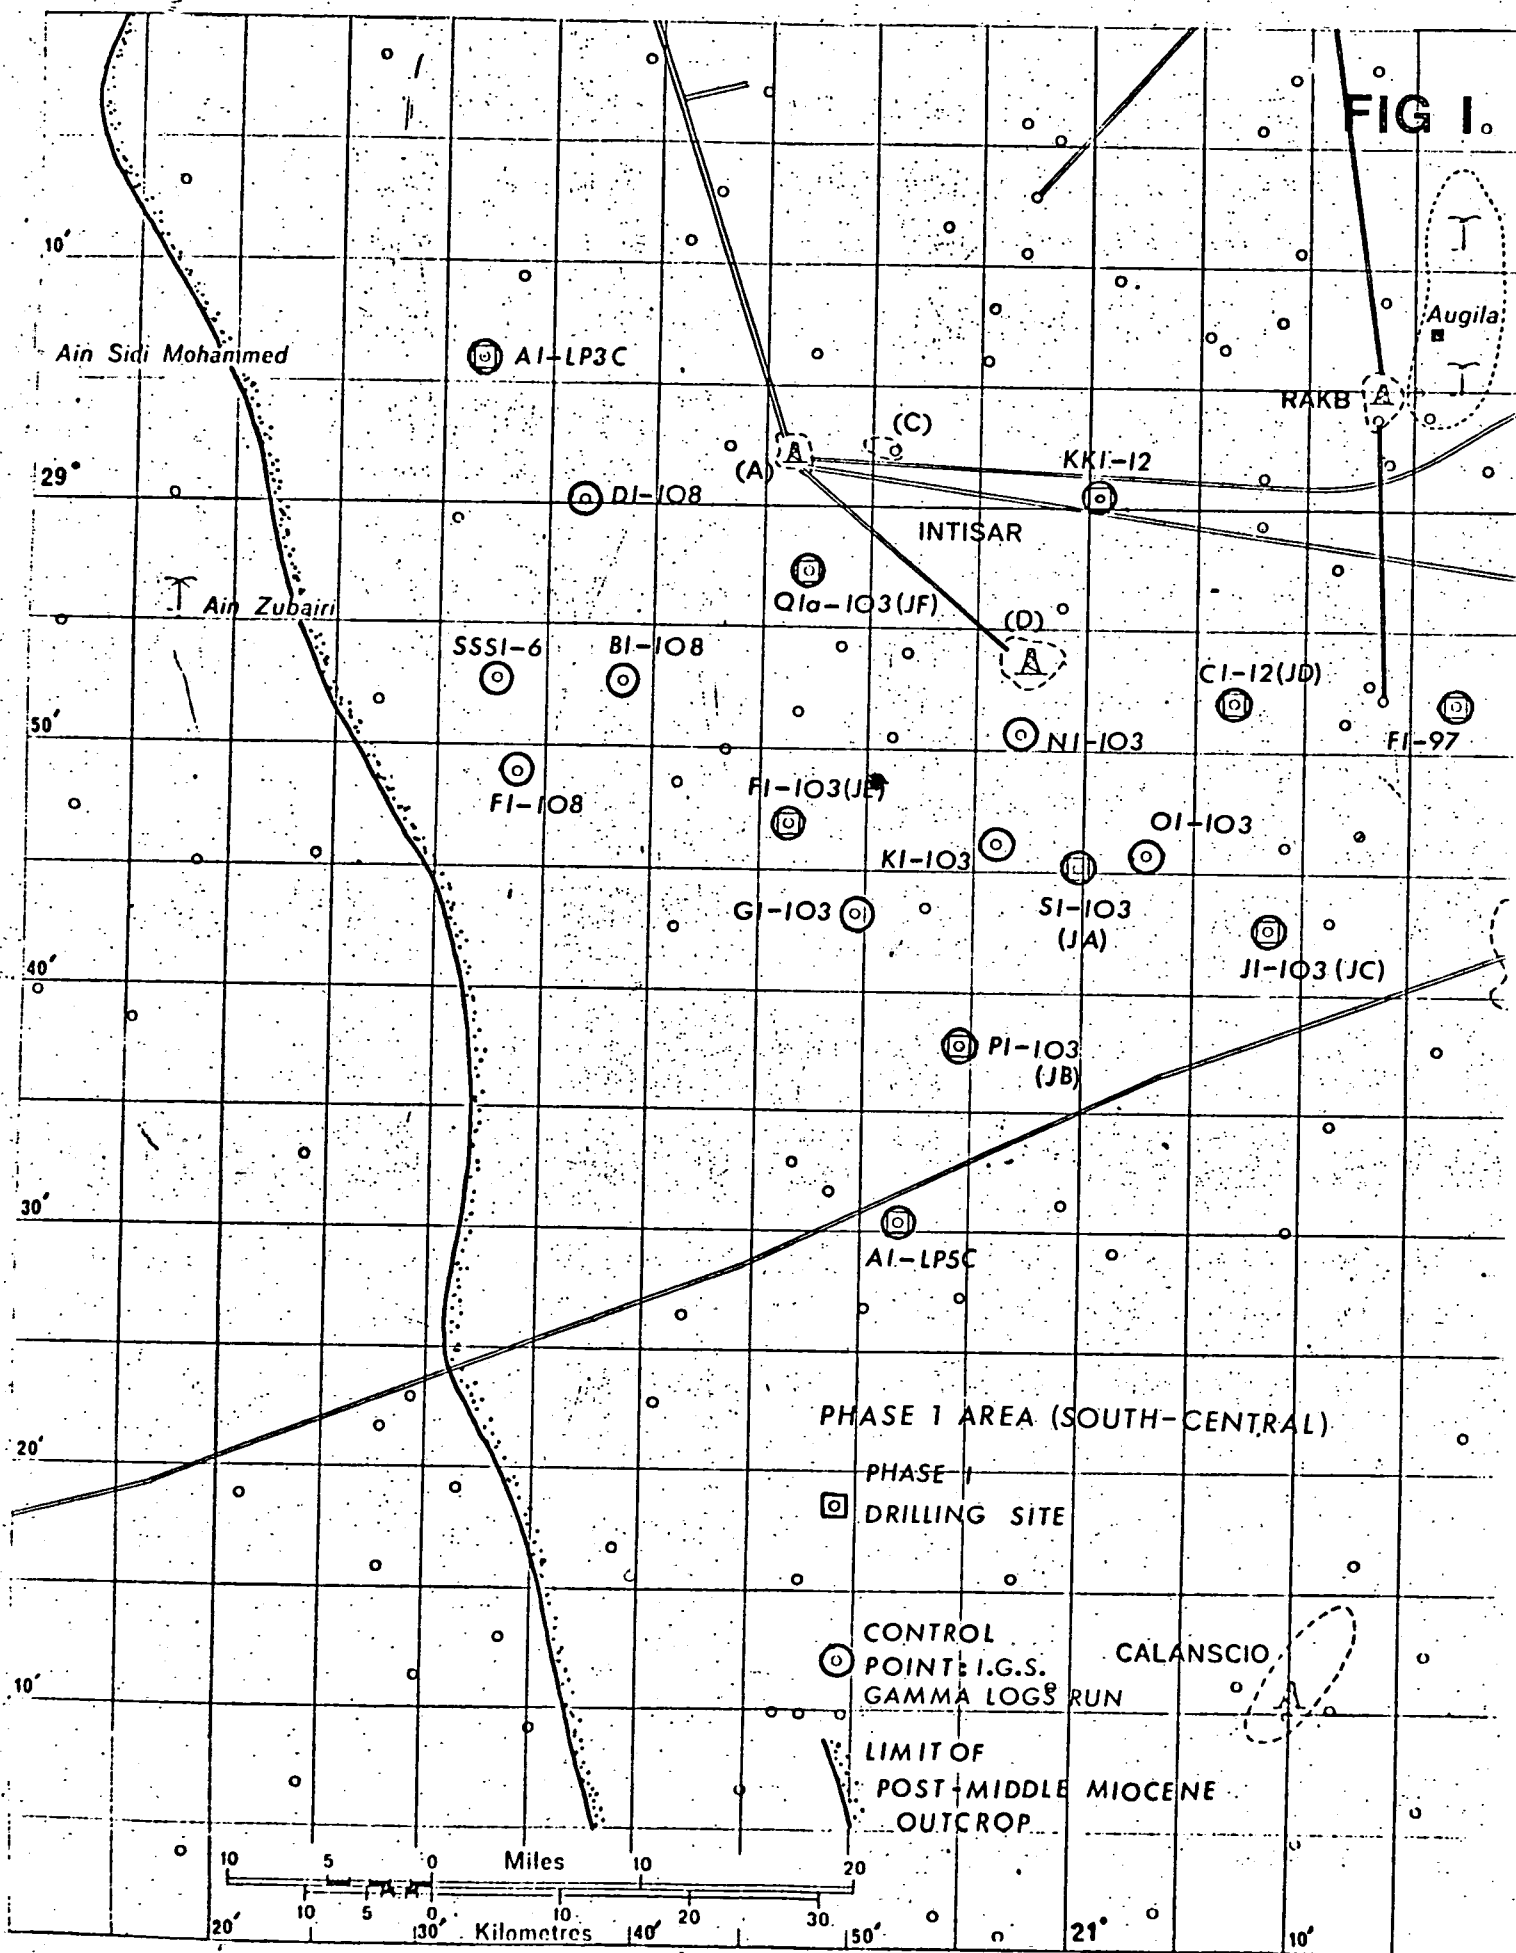 FIG 1.
10'
Augila
Ain Sidi Mohammed
A1-LP3C
RAKB
(C)
(A)
KK1-12
29°
D1-108
INTISAR
Q1a-103(JF)
Ain Zubairi
(D)
SSS1-6
B1-108
C1-12(JD)
50'
N1-103
F1-97
F1-108
F1-103(JE)
O1-103
K1-103
G1-103
S1-103
(JA)
40'
J1-103(JC)
P1-103
(JB)
30'
A1-LP5C
PHASE 1 AREA (SOUTH-CENTRAL)
20'
PHASE 1
DRILLING SITE
CONTROL
POINT: I.G.S.
GAMMA LOGS RUN
CALANSCIO
10'
LIMIT OF
POST-MIDDLE MIOCENE
OUTCROP
10 5 0 Miles 10 20
10 5 0 10 20 30
Kilometres
20' 30' 40' 50' 21° 10'